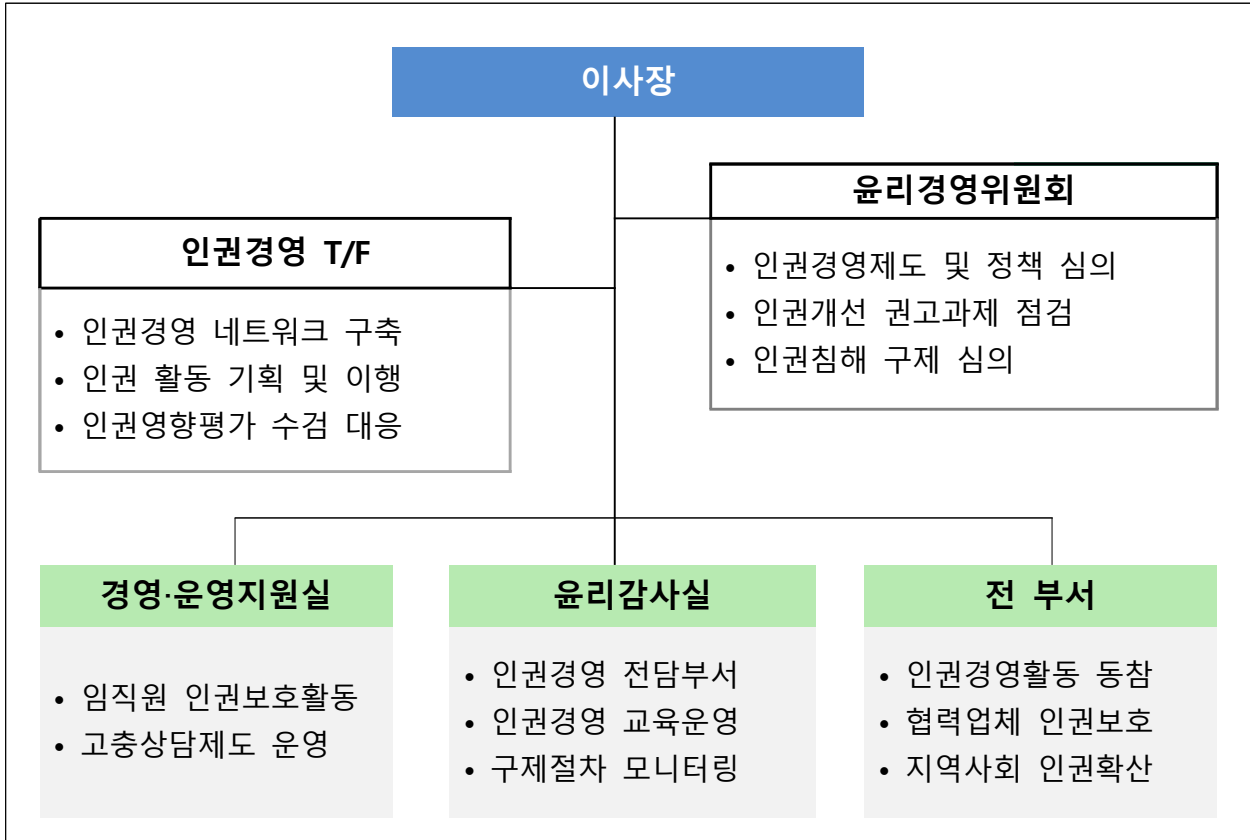 이사장
윤리경영위원회
• 인권경영제도 및 정책 심의
• 인권개선 권고과제 점검
• 인권침해 구제 심의
인권경영 T/F
• 인권경영 네트워크 구축
• 인권 활동 기획 및 이행
• 인권영향평가 수검 대응
경영·운영지원실
• 임직원 인권보호활동
• 고충상담제도 운영
윤리감사실
• 인권경영 전담부서
• 인권경영 교육운영
• 구제절차 모니터링
전 부서
• 인권경영활동 동참
• 협력업체 인권보호
• 지역사회 인권확산